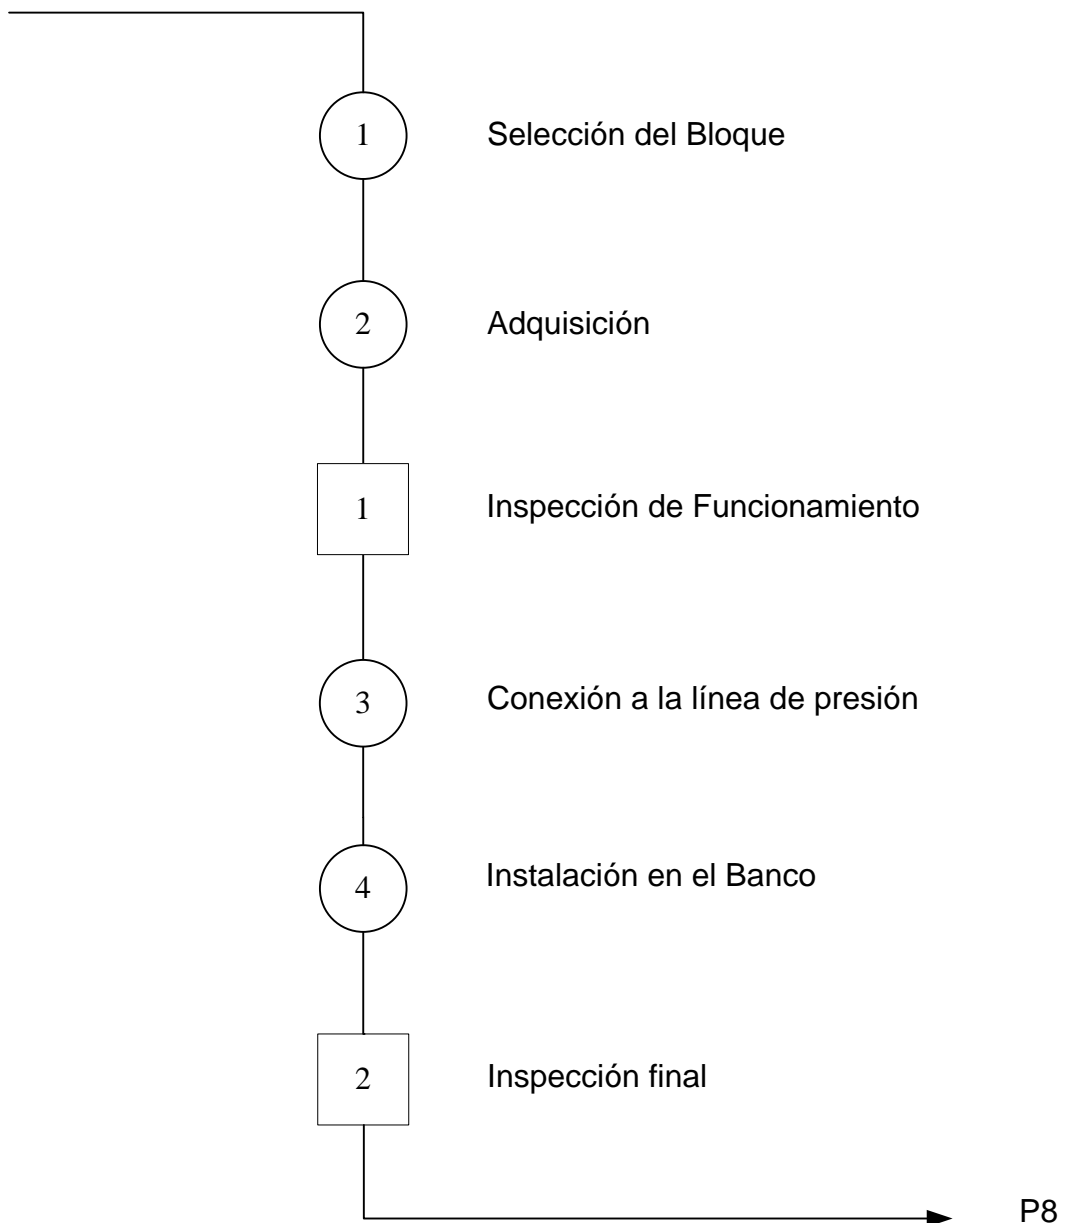 1 Selección del Bloque
2 Adquisición
1 Inspección de Funcionamiento
3 Conexión a la línea de presión
4 Instalación en el Banco
2 Inspección final
P8